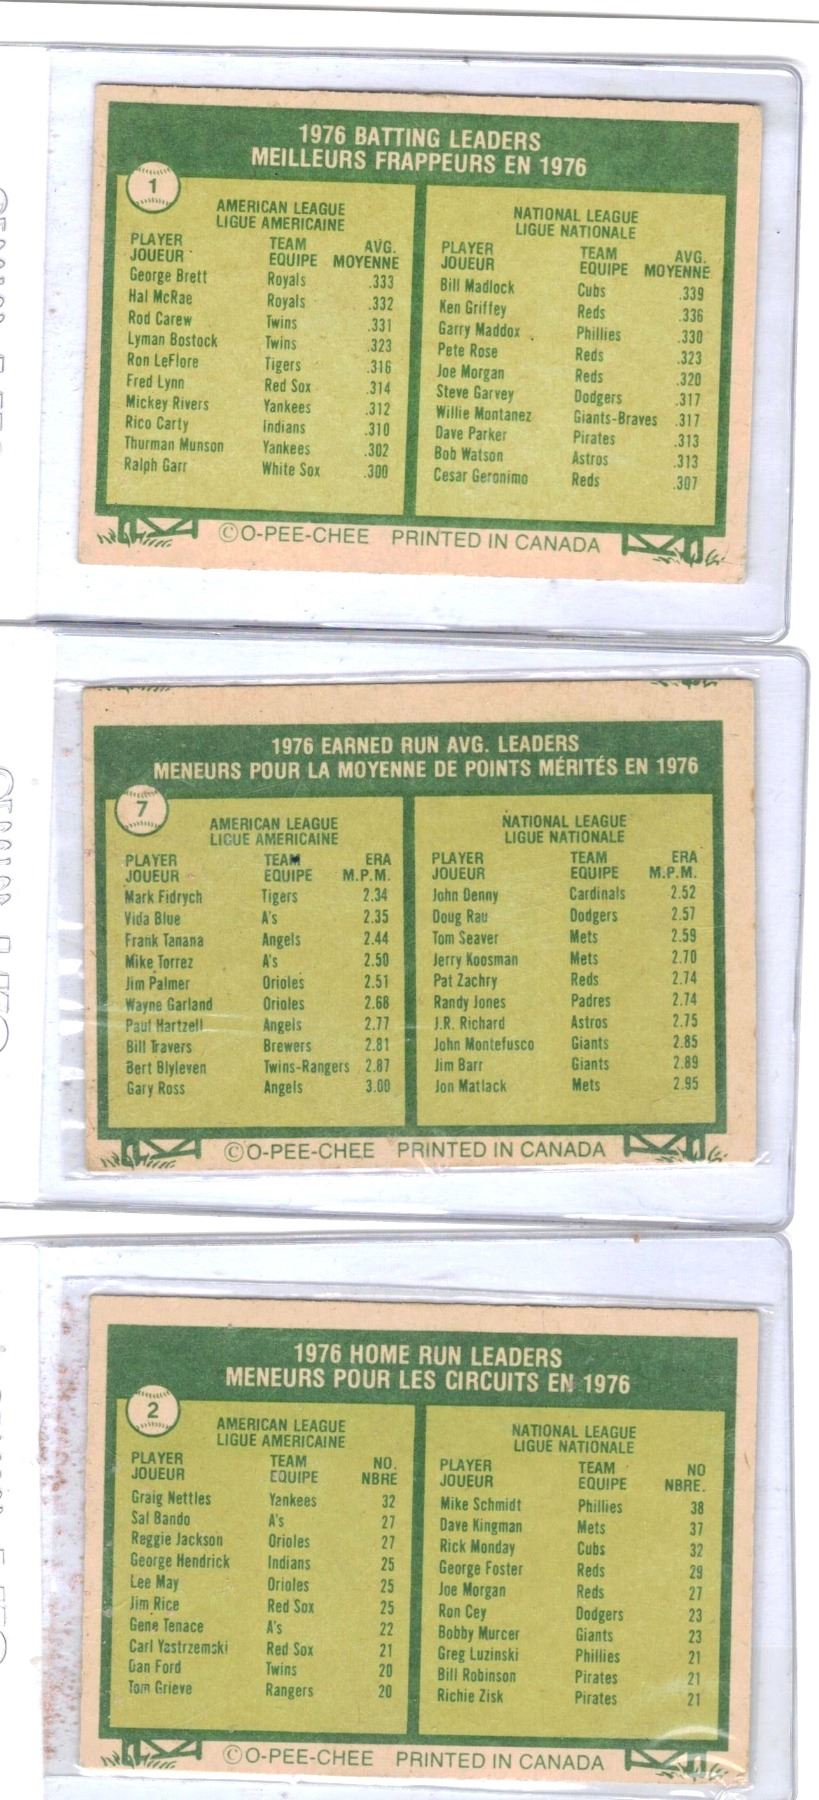 1976 BATTING LEADERS
MEILLEURS FRAPPEURS EN 1976
1
AMERICAN LEAGUE
LIGUE AMERICAINE
PLAYER TEAM AVG.
JOUEUR EQUIPE MOYENNE
George Brett Royals .333
Hal McRae Royals .332
Rod Carew Twins .331
Lyman Bostock Twins .323
Ron LeFlore Tigers .316
Fred Lynn Red Sox .314
Mickey Rivers Yankees .312
Rico Carty Indians .310
Thurman Munson Yankees .302
Ralph Garr White Sox .300
NATIONAL LEAGUE
LIGUE NATIONALE
PLAYER TEAM AVG.
JOUEUR EQUIPE MOYENNE
Bill Madlock Cubs .339
Ken Griffey Reds .336
Garry Maddox Phillies .330
Pete Rose Reds .323
Joe Morgan Reds .320
Steve Garvey Dodgers .317
Willie Montanez Giants-Braves .317
Dave Parker Pirates .313
Bob Watson Astros .313
Cesar Geronimo Reds .307
©O-PEE-CHEE PRINTED IN CANADA
1976 EARNED RUN AVG. LEADERS
MENEURS POUR LA MOYENNE DE POINTS MÉRITÉS EN 1976
7
AMERICAN LEAGUE
LIGUE AMERICAINE
PLAYER TEAM ERA
JOUEUR EQUIPE M.P.M.
Mark Fidrych Tigers 2.34
Vida Blue A's 2.35
Frank Tanana Angels 2.44
Mike Torrez A's 2.50
Jim Palmer Orioles 2.51
Wayne Garland Orioles 2.68
Paul Hartzell Angels 2.77
Bill Travers Brewers 2.81
Bert Blyleven Twins-Rangers 2.87
Gary Ross Angels 3.00
NATIONAL LEAGUE
LIGUE NATIONALE
PLAYER TEAM ERA
JOUEUR EQUIPE M.P.M.
John Denny Cardinals 2.52
Doug Rau Dodgers 2.57
Tom Seaver Mets 2.59
Jerry Koosman Mets 2.70
Pat Zachry Reds 2.74
Randy Jones Padres 2.74
J.R. Richard Astros 2.75
John Montefusco Giants 2.85
Jim Barr Giants 2.89
Jon Matlack Mets 2.95
©O-PEE-CHEE PRINTED IN CANADA
1976 HOME RUN LEADERS
MENEURS POUR LES CIRCUITS EN 1976
2
AMERICAN LEAGUE
LIGUE AMERICAINE
PLAYER TEAM NO.
JOUEUR EQUIPE NBRE
Graig Nettles Yankees 32
Sal Bando A's 27
Reggie Jackson Orioles 27
George Hendrick Indians 25
Lee May Orioles 25
Jim Rice Red Sox 25
Gene Tenace A's 22
Carl Yastrzemski Red Sox 21
Dan Ford Twins 20
Tom Grieve Rangers 20
NATIONAL LEAGUE
LIGUE NATIONALE
PLAYER TEAM NO
JOUEUR EQUIPE NBRE.
Mike Schmidt Phillies 38
Dave Kingman Mets 37
Rick Monday Cubs 32
George Foster Reds 29
Joe Morgan Reds 27
Ron Cey Dodgers 23
Bobby Murcer Giants 23
Greg Luzinski Phillies 21
Bill Robinson Pirates 21
Richie Zisk Pirates 21
©O-PEE-CHEE PRINTED IN CANADA